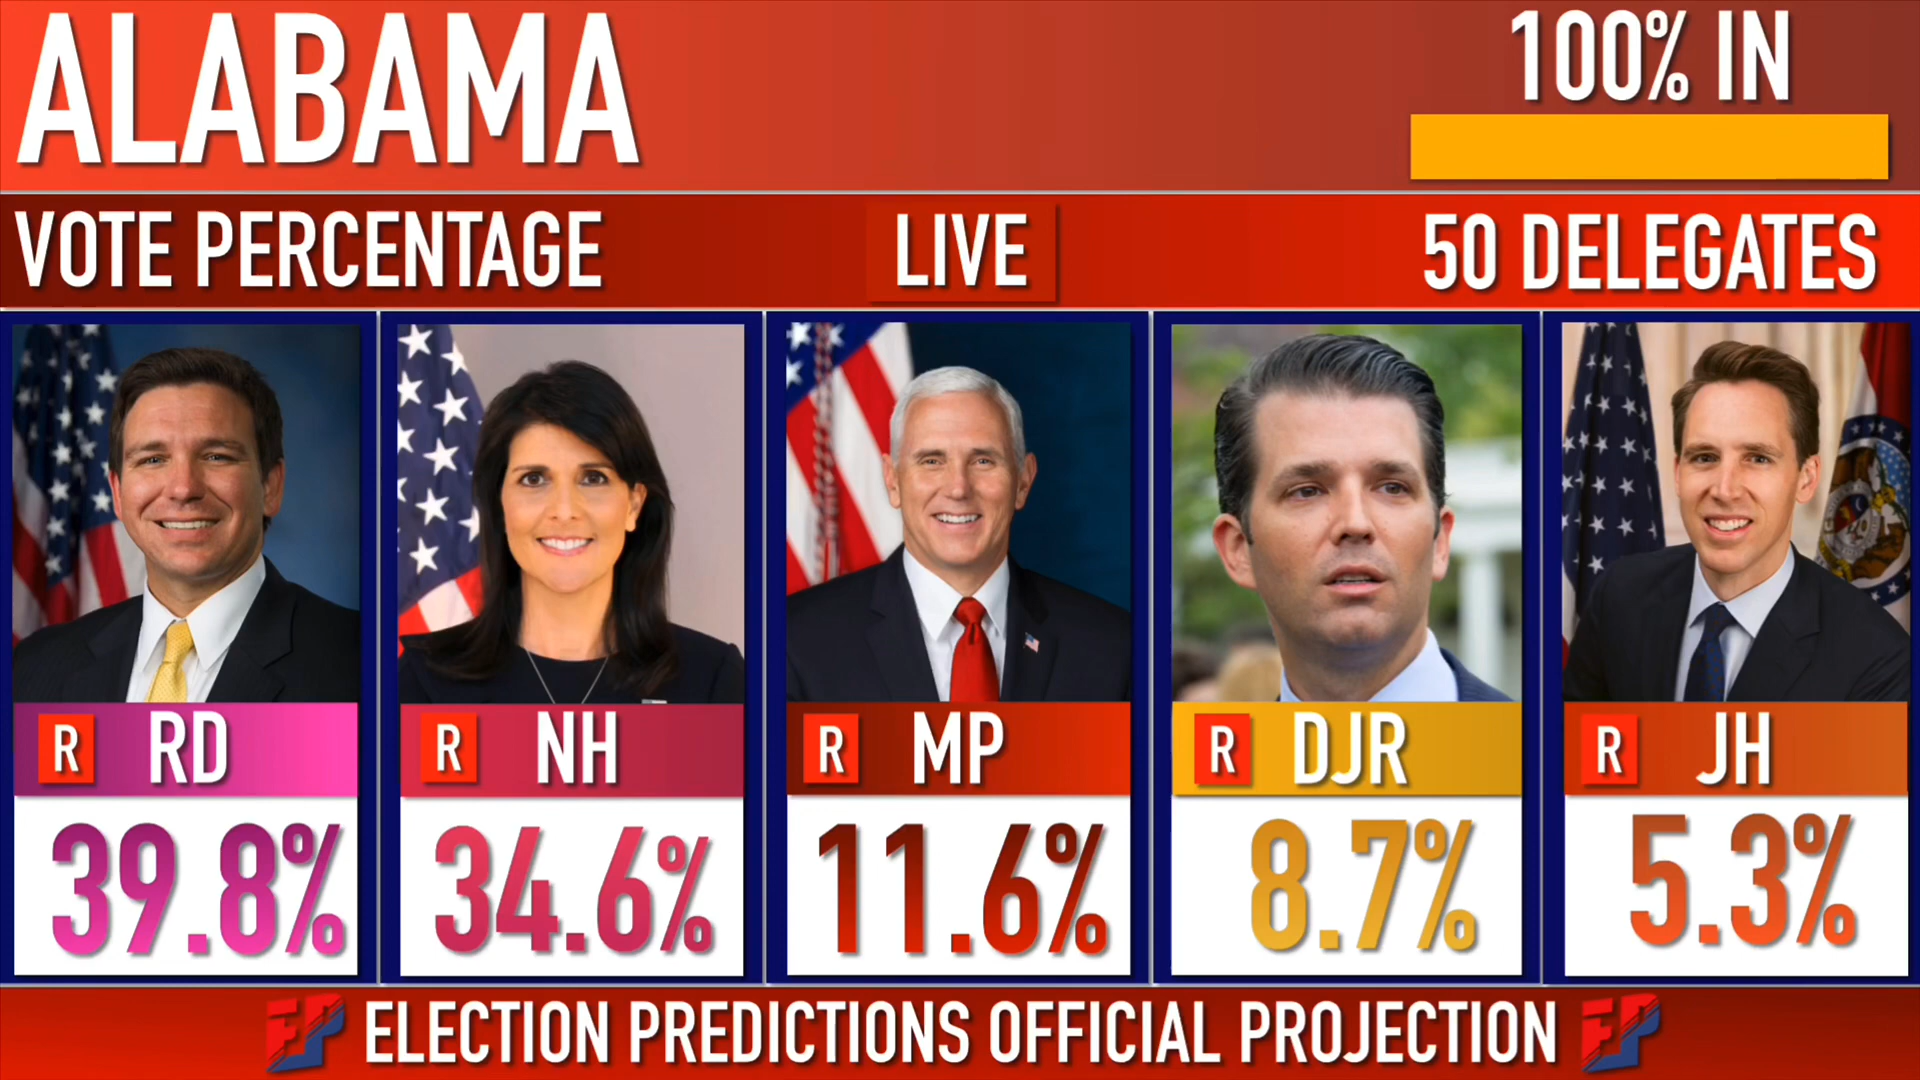 ALABAMA
100% IN
VOTE PERCENTAGE
LIVE
50 DELEGATES
R RD
R NH
R MP
R DJR
R JH
39.8%
34.6%
11.6%
8.7%
5.3%
EP ELECTION PREDICTIONS OFFICIAL PROJECTION EP